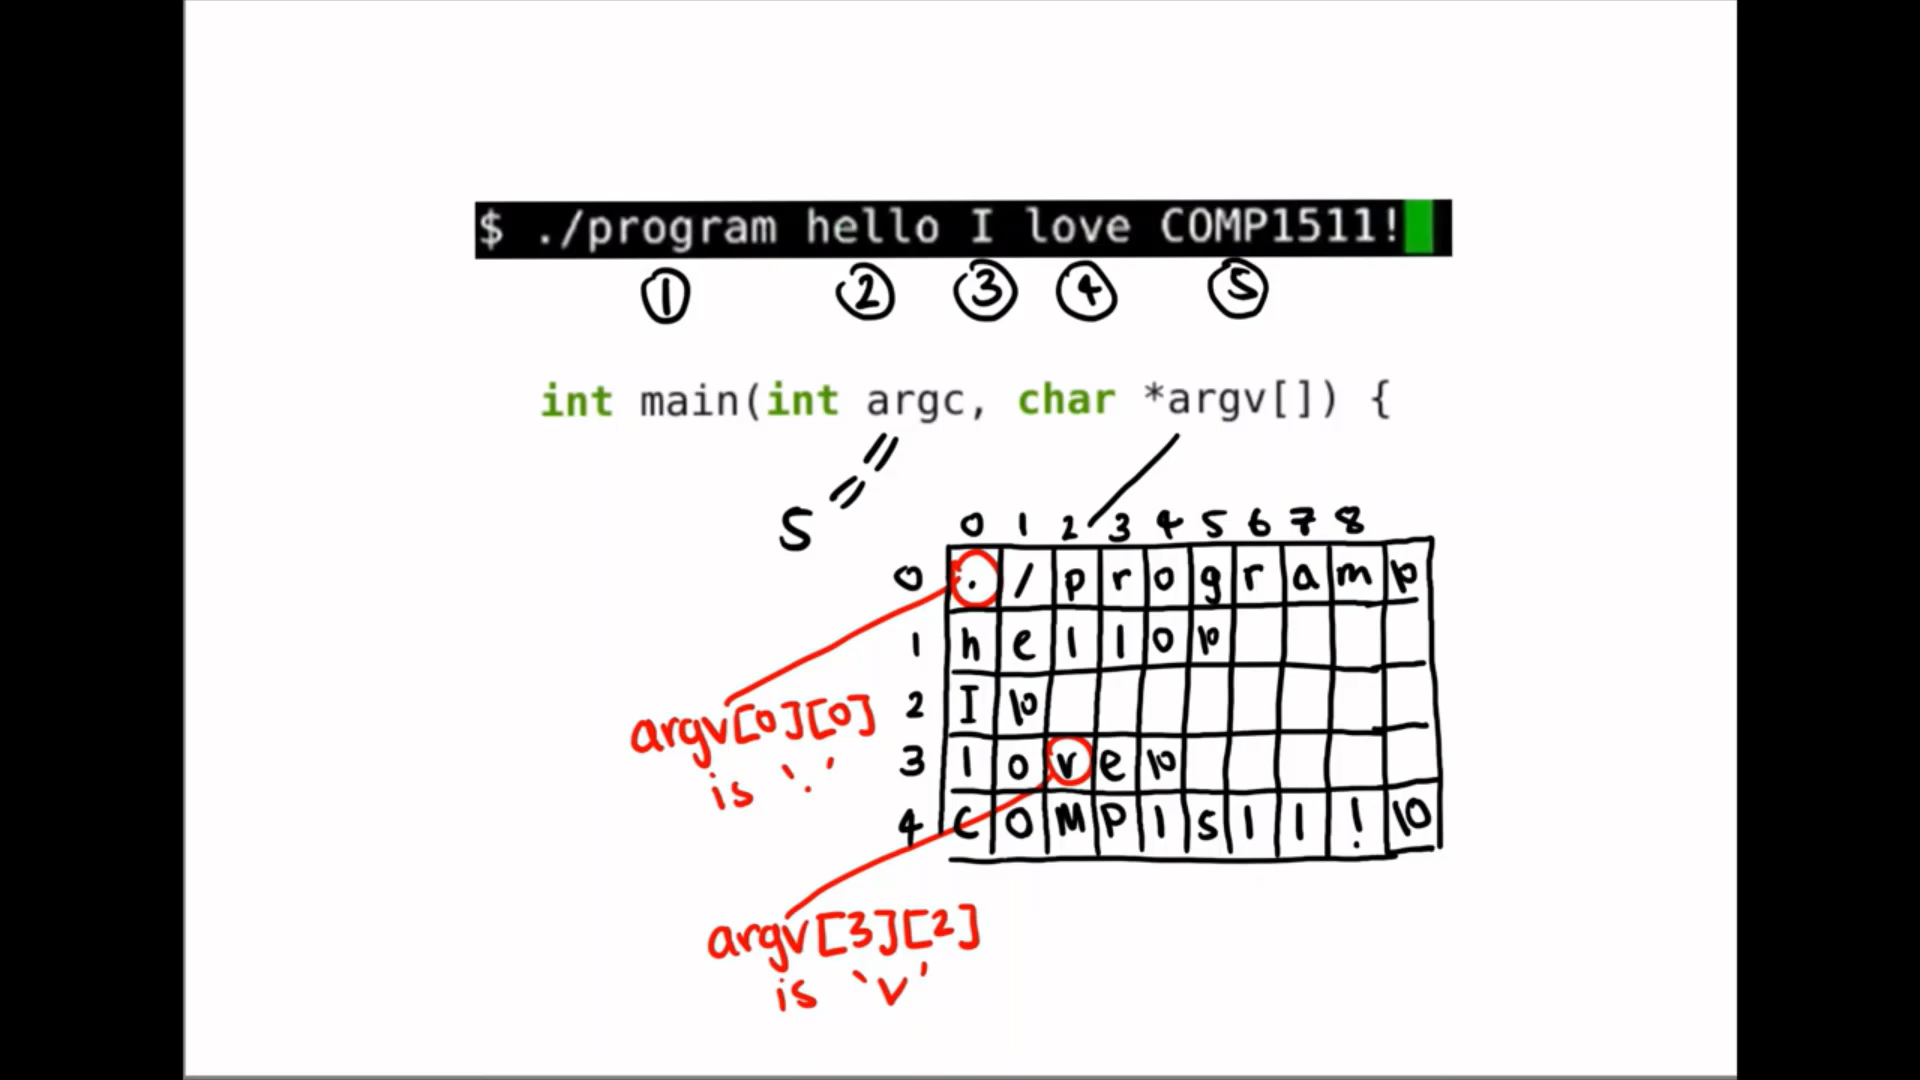 $ ./program hello I love COMP1511!
1 2 3 4 5
int main(int argc, char *argv[]) {
5
0 1 2 3 4 5 6 7 8
0 . / p r o g r a m \0
1 h e l l o \0
2 I \0
3 l o v e \0
4 C O M P 1 5 1 1 ! \0
argv[0][0]
is '.'
argv[3][2]
is 'v'